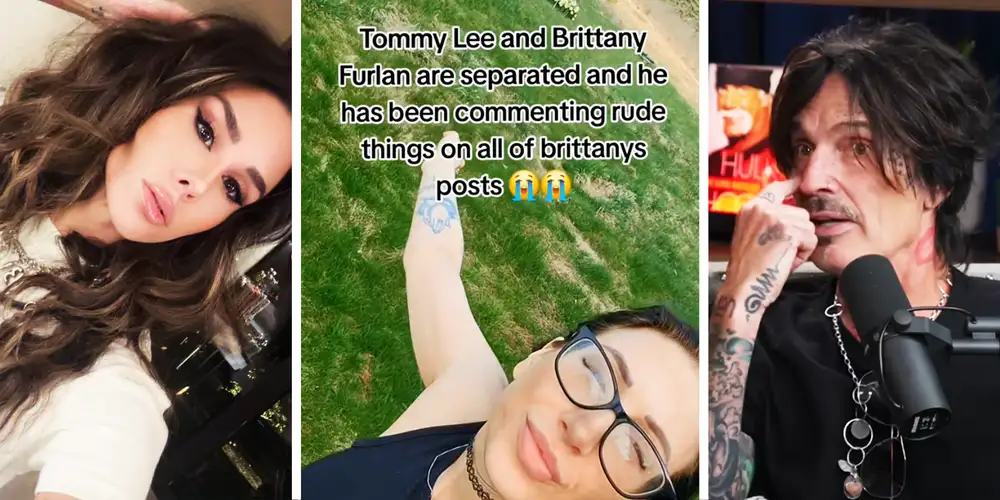 Tommy Lee and Brittany
Furlan are separated and he
has been commenting rude
things on all of brittanys
posts 😭😭
HUL